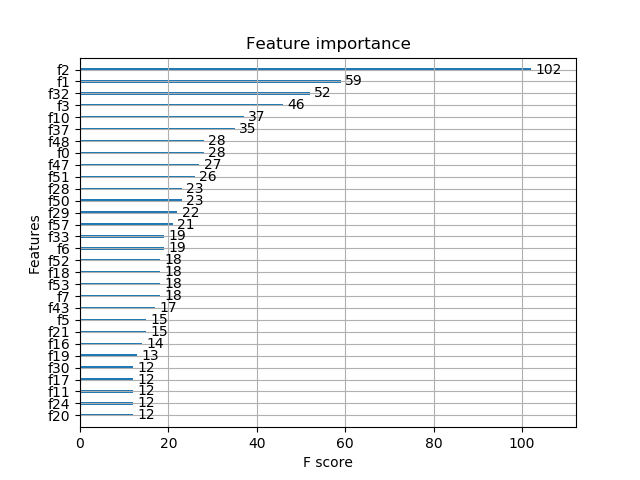 Feature importance
f2 102
f1 59
f32 52
f3 46
f10 37
f37 35
f48 28
f0 28
f47 27
f51 26
f28 23
f50 23
f29 22
f57 21
f33 19
f6 19
f52 18
f18 18
f53 18
f7 18
f43 17
f5 15
f21 15
f16 14
f19 13
f30 12
f17 12
f11 12
f24 12
f20 12
Features
0 20 40 60 80 100
F score